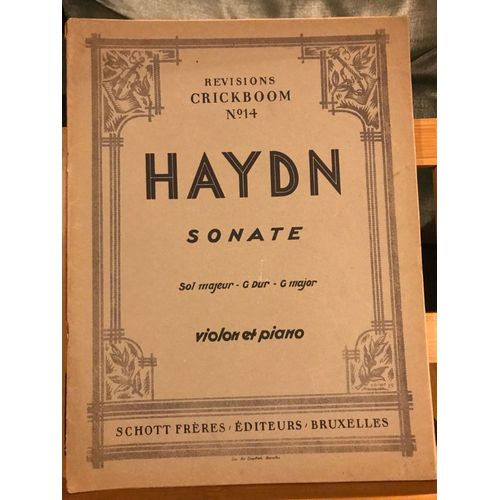 REVISIONS
CRICKBOOM
Nº14
HAYDN
SONATE
Sol majeur - G Dur - G major
violon et piano
SCHOTT FRÈRES / ÉDITEURS / BRUXELLES